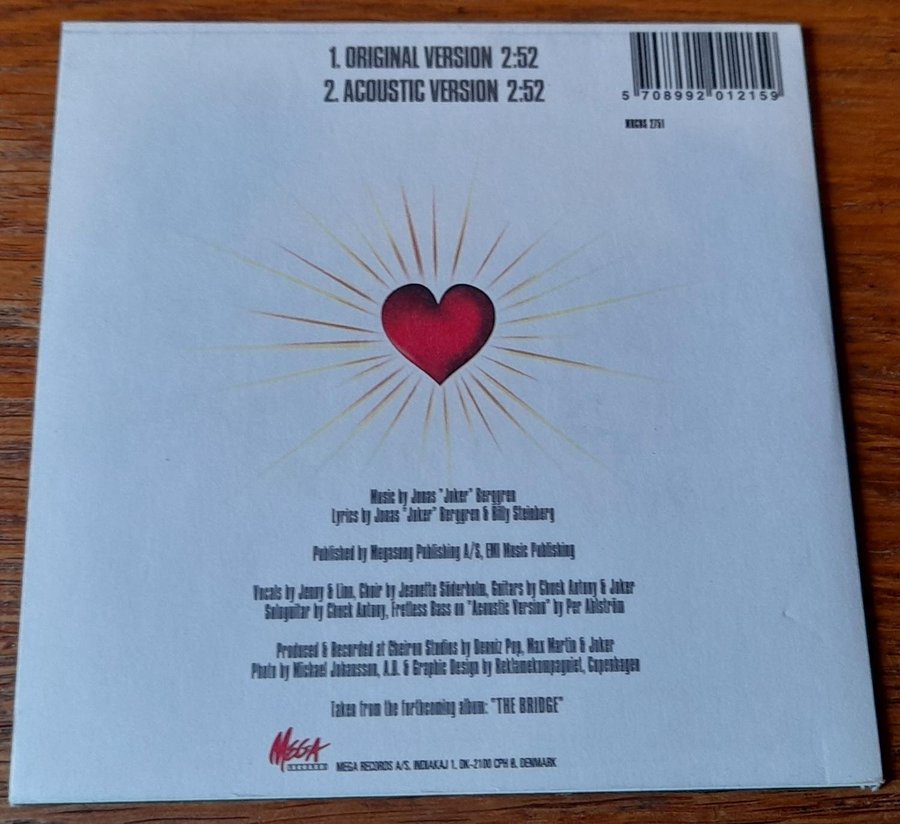 1. ORIGINAL VERSION 2:52
2. ACOUSTIC VERSION 2:52
5 708992 012159
MRCXS 2751
Music by Jonas "Joker" Berggren
Lyrics by Jonas "Joker" Berggren & Billy Steinberg
Published by Megasong Publishing A/S, EMI Music Publishing
Vocals by Jenny & Linn, Choir by Jeanette Söderholm, Guitars by Chuck Antony & Joker
Sologuitar by Chuck Antony, Fretless Bass on "Acoustic Version" by Per Ahlström
Produced & Recorded at Cheiron Studios by Denniz Pop, Max Martin & Joker
Photo by Michael Johansson, A.D. & Graphic Design by Reklamekompagniet, Copenhagen
Taken from the forthcoming album: "THE BRIDGE"
MEGA
RECORDS
MEGA RECORDS A/S, INDIAKAJ 1, DK-2100 CPH Ø, DENMARK